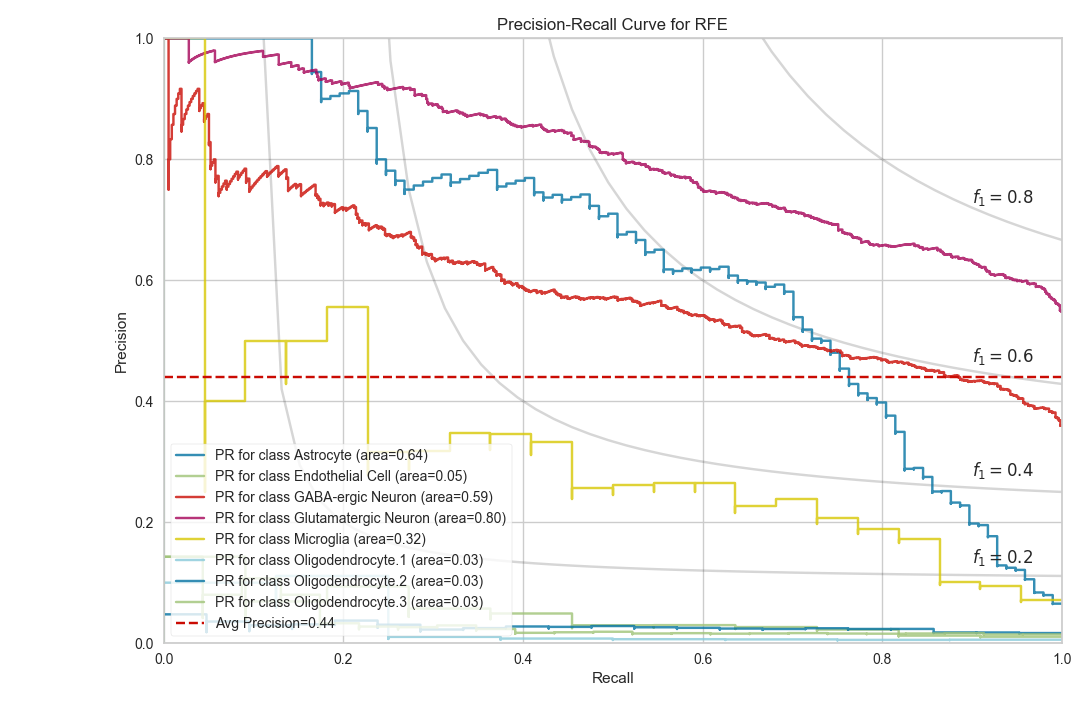 Precision-Recall Curve for RFE
1.0
0.8
0.6
0.4
0.2
0.0
Precision
f1 = 0.8
f1 = 0.6
f1 = 0.4
f1 = 0.2
PR for class Astrocyte (area=0.64)
PR for class Endothelial Cell (area=0.05)
PR for class GABA-ergic Neuron (area=0.59)
PR for class Glutamatergic Neuron (area=0.80)
PR for class Microglia (area=0.32)
PR for class Oligodendrocyte.1 (area=0.03)
PR for class Oligodendrocyte.2 (area=0.03)
PR for class Oligodendrocyte.3 (area=0.03)
Avg Precision=0.44
0.0 0.2 0.4 0.6 0.8 1.0
Recall